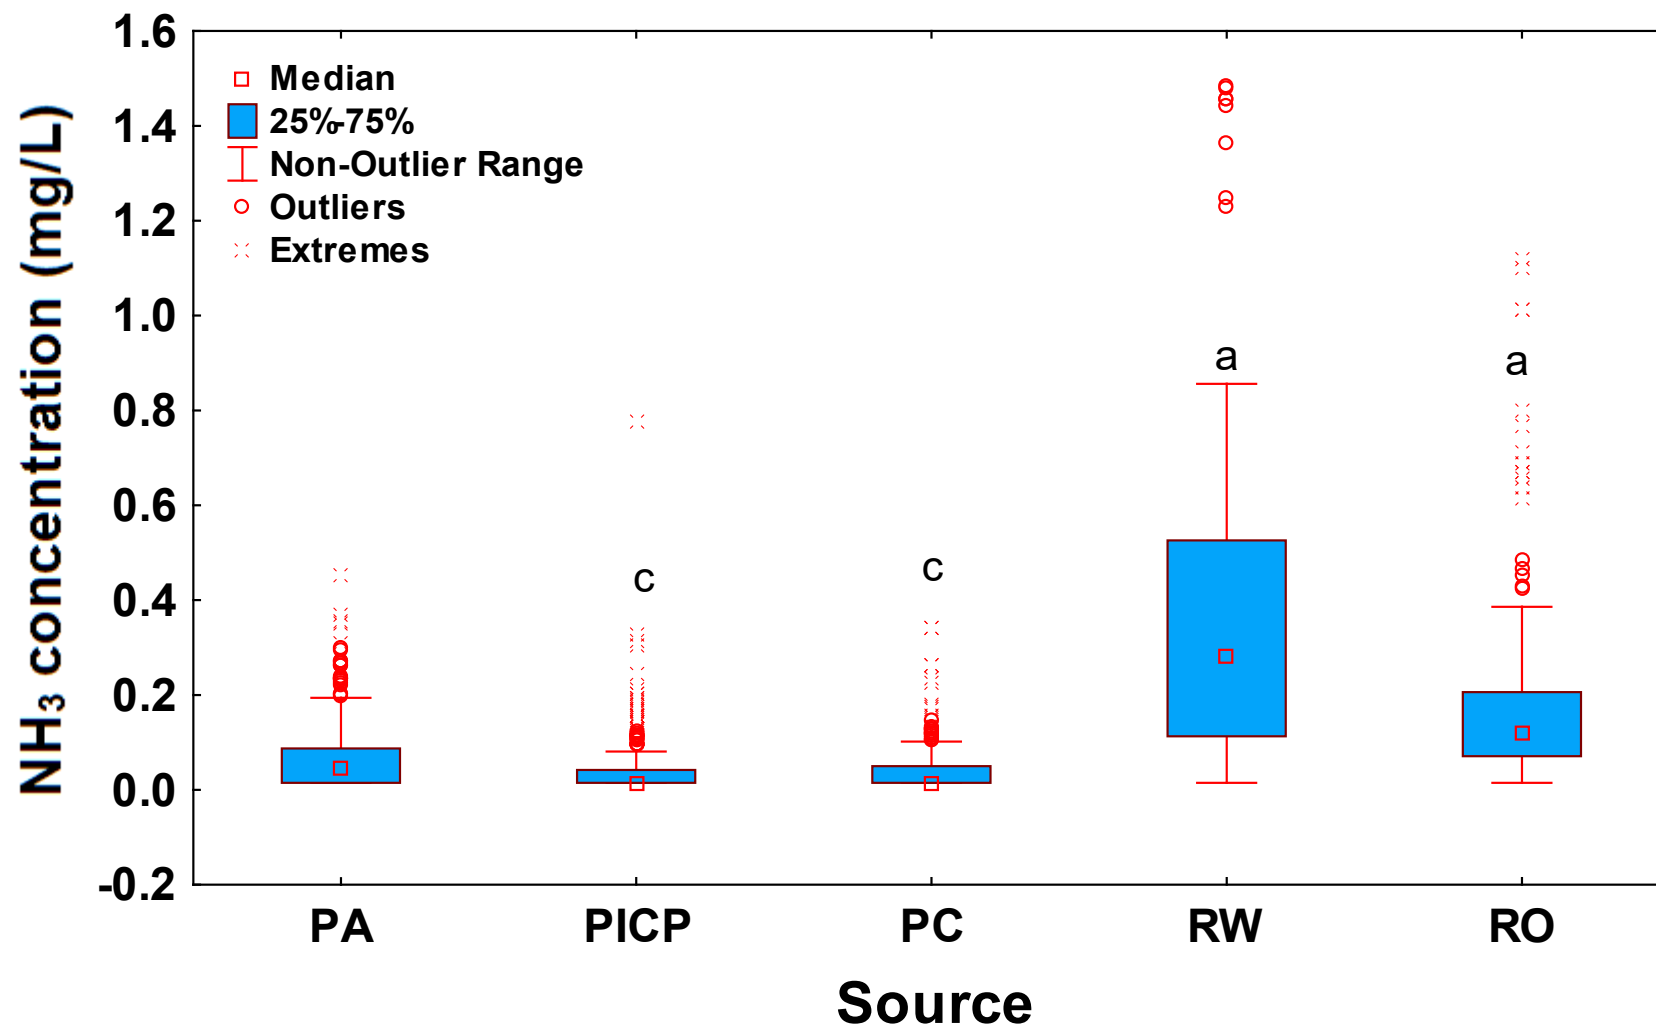 1.6
1.4
1.2
1.0
0.8
0.6
0.4
0.2
0.0
-0.2
NH₃ concentration (mg/L)
Median
25%-75%
Non-Outlier Range
Outliers
Extremes
c
c
a
a
PA PICP PC RW RO
Source